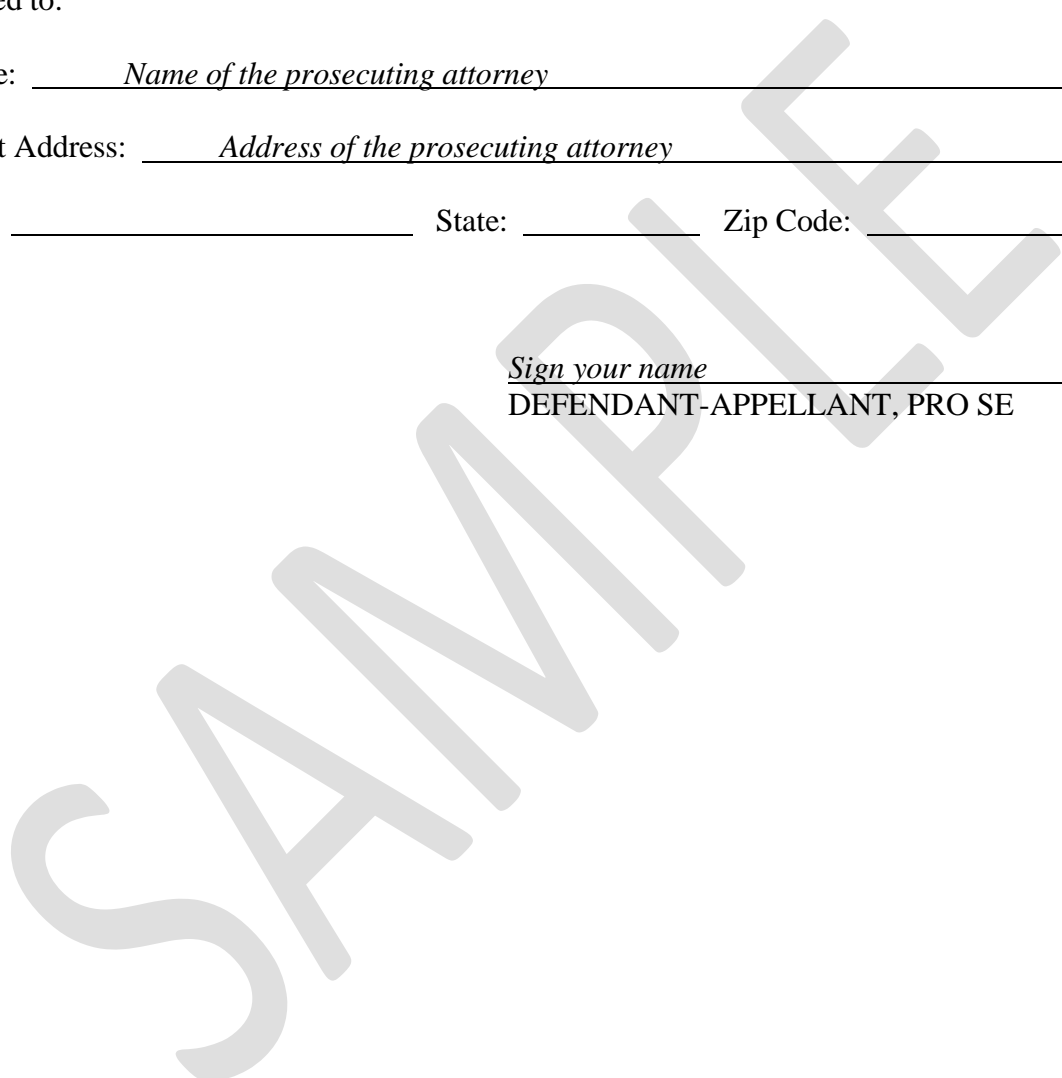 ed to:
e: Name of the prosecuting attorney
t Address: Address of the prosecuting attorney
State: Zip Code:
Sign your name
DEFENDANT-APPELLANT, PRO SE
SAMPLE